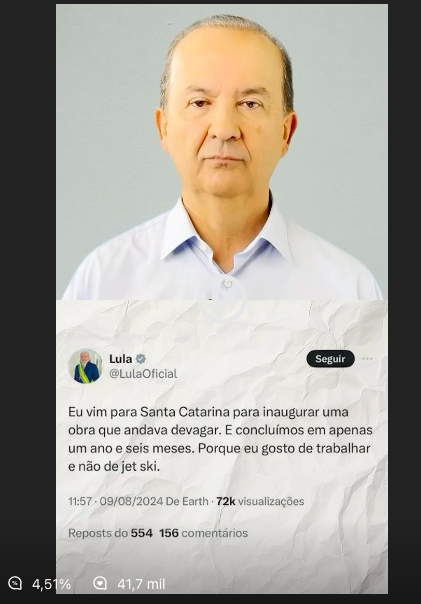 Lula
Seguir
@LulaOficial
Eu vim para Santa Catarina para inaugurar uma
obra que andava devagar. E concluímos em apenas
um ano e seis meses. Porque eu gosto de trabalhar
e não de jet ski.
11:57 · 09/08/2024 De Earth · 72k visualizações
Reposts do 554 156 comentários
4,51% 41,7 mil